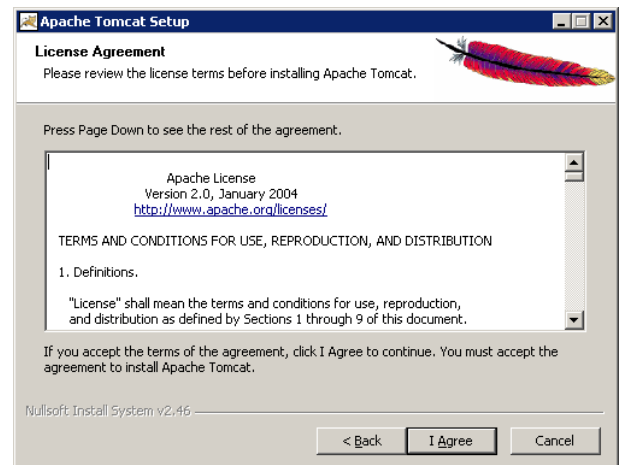 Apache Tomcat Setup
License Agreement
Please review the license terms before installing Apache Tomcat.
Press Page Down to see the rest of the agreement.
Apache License
Version 2.0, January 2004
http://www.apache.org/licenses/
TERMS AND CONDITIONS FOR USE, REPRODUCTION, AND DISTRIBUTION
1. Definitions.
"License" shall mean the terms and conditions for use, reproduction,
and distribution as defined by Sections 1 through 9 of this document.
If you accept the terms of the agreement, click I Agree to continue. You must accept the
agreement to install Apache Tomcat.
Nullsoft Install System v2.46
< Back
I Agree
Cancel